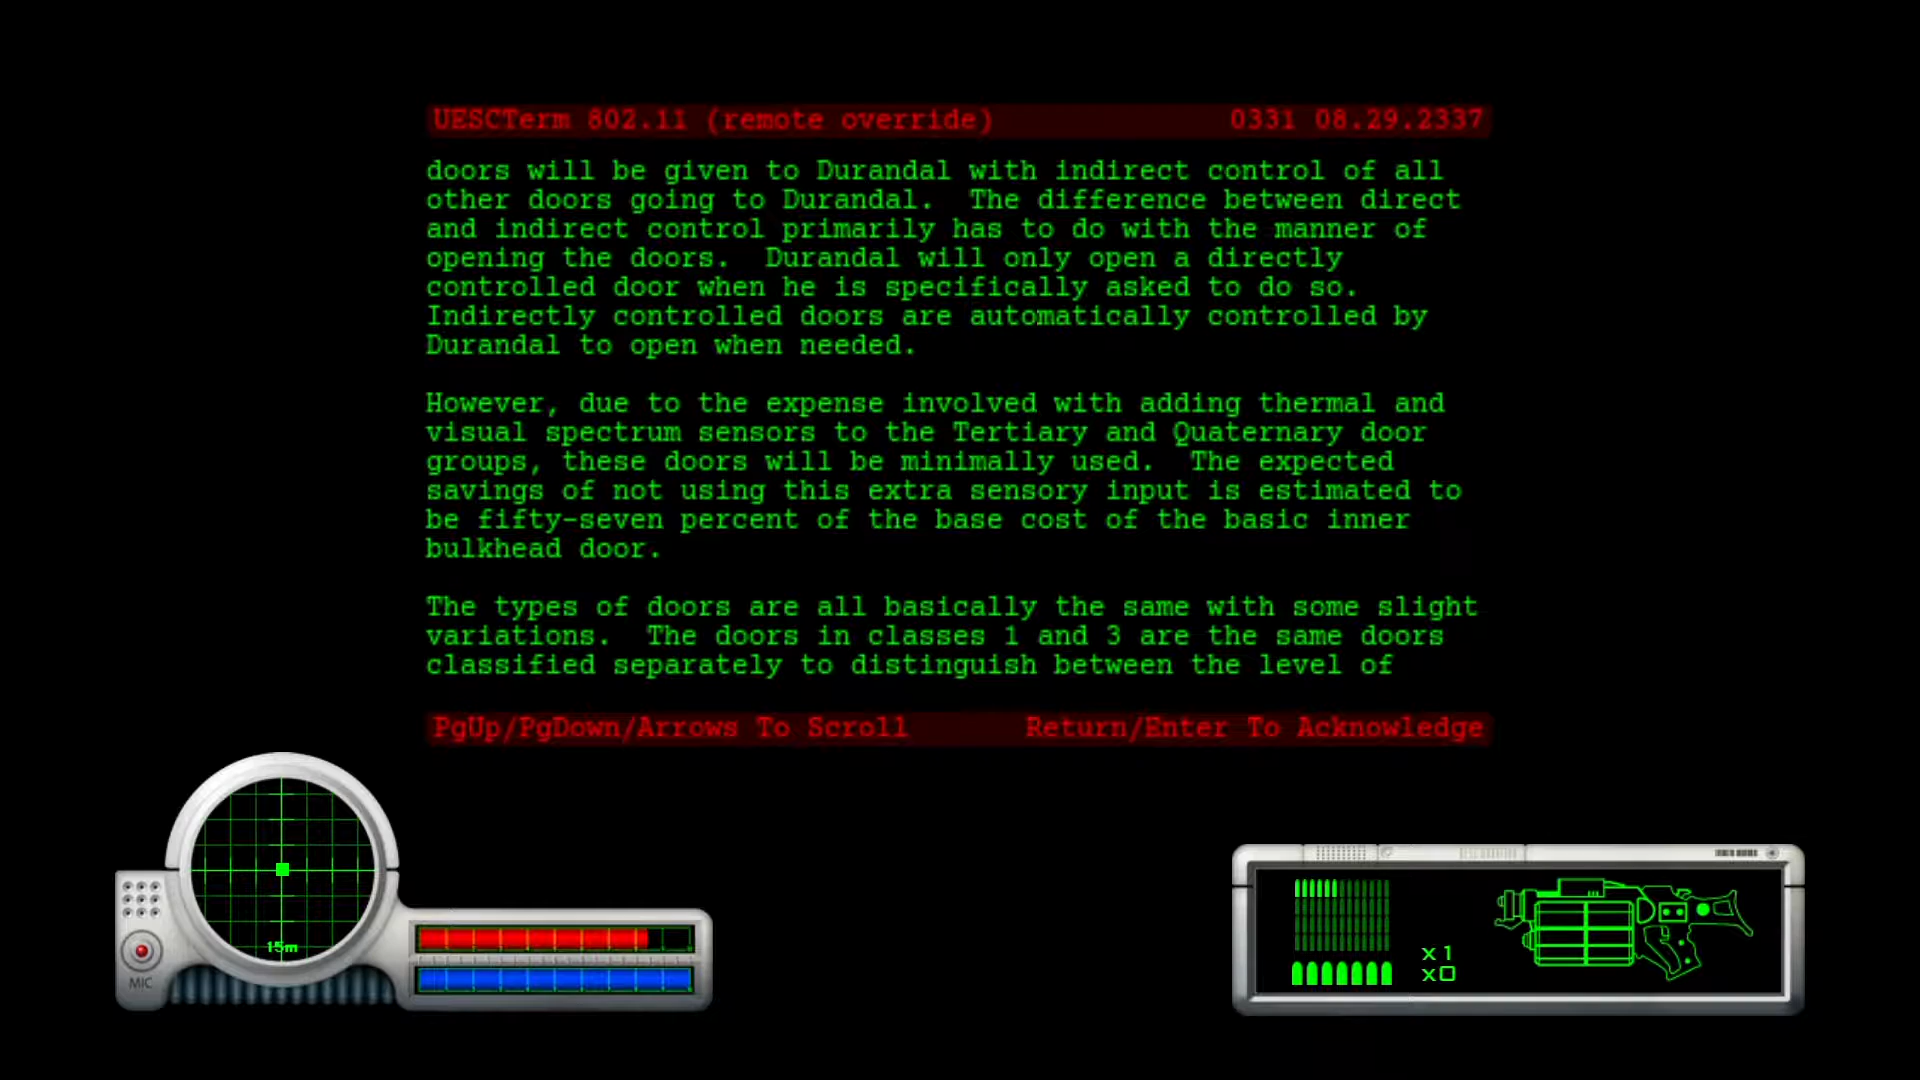 UESCTerm 802.11 (remote override) 0331 08.29.2337
doors will be given to Durandal with indirect control of all
other doors going to Durandal.  The difference between direct
and indirect control primarily has to do with the manner of
opening the doors.  Durandal will only open a directly
controlled door when he is specifically asked to do so.
Indirectly controlled doors are automatically controlled by
Durandal to open when needed.
However, due to the expense involved with adding thermal and
visual spectrum sensors to the Tertiary and Quaternary door
groups, these doors will be minimally used.  The expected
savings of not using this extra sensory input is estimated to
be fifty-seven percent of the base cost of the basic inner
bulkhead door.
The types of doors are all basically the same with some slight
variations.  The doors in classes 1 and 3 are the same doors
classified separately to distinguish between the level of
PgUp/PgDown/Arrows To Scroll Return/Enter To Acknowledge
15m
MIC
x1
x0